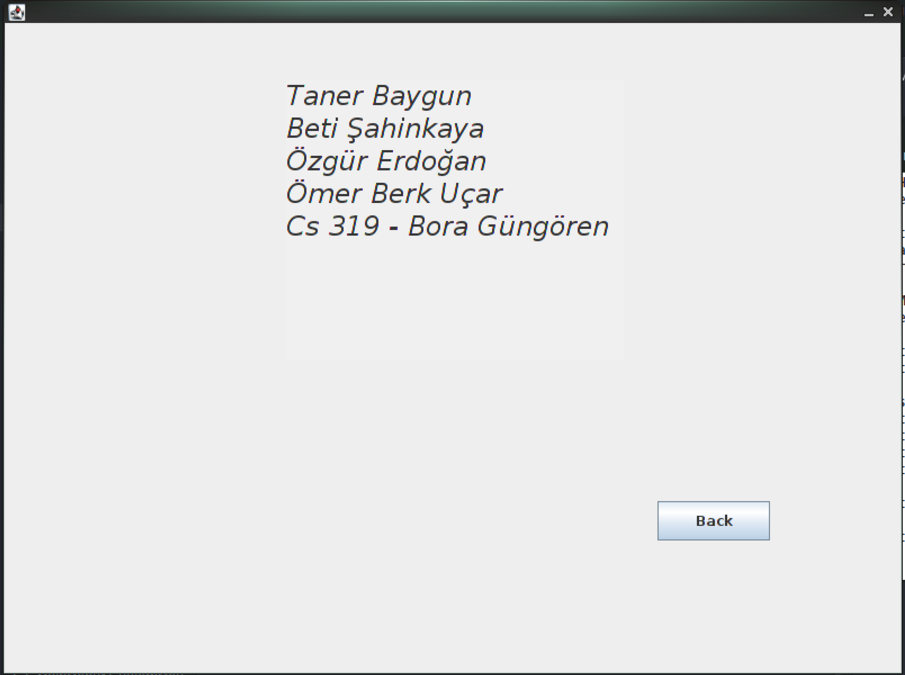 Taner Baygun
Beti Şahinkaya
Özgür Erdoğan
Ömer Berk Uçar
Cs 319 - Bora Güngören
Back